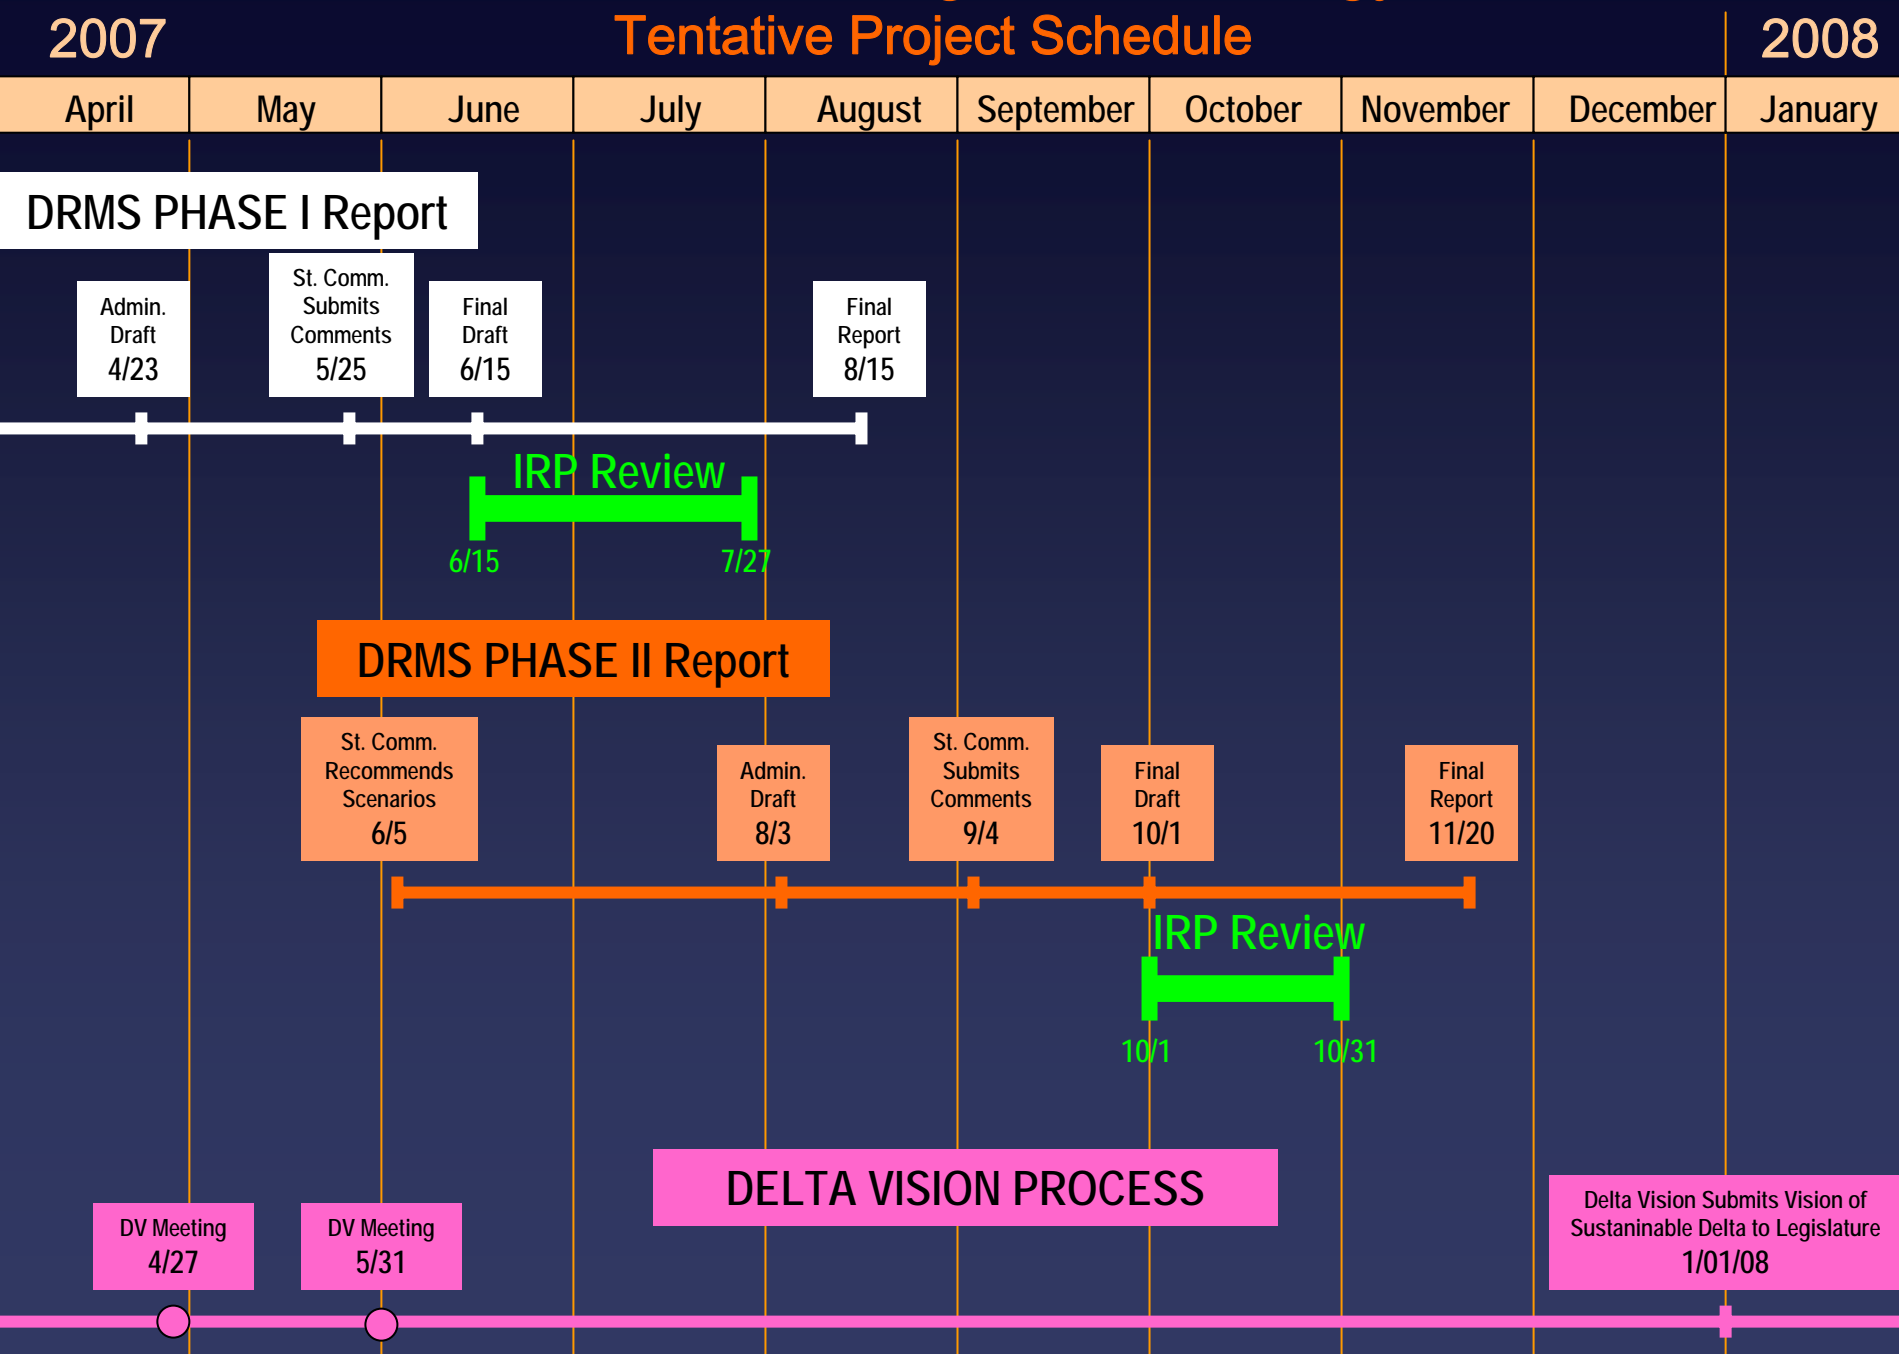 2007
Tentative Project Schedule
2008
April
May
June
July
August
September
October
November
December
January
DRMS PHASE I Report
Admin.
Draft
4/23
St. Comm.
Submits
Comments
5/25
Final
Draft
6/15
Final
Report
8/15
IRP Review
6/15
7/27
DRMS PHASE II Report
St. Comm.
Recommends
Scenarios
6/5
Admin.
Draft
8/3
St. Comm.
Submits
Comments
9/4
Final
Draft
10/1
Final
Report
11/20
IRP Review
10/1
10/31
DELTA VISION PROCESS
DV Meeting
4/27
DV Meeting
5/31
Delta Vision Submits Vision of
Sustaninable Delta to Legislature
1/01/08